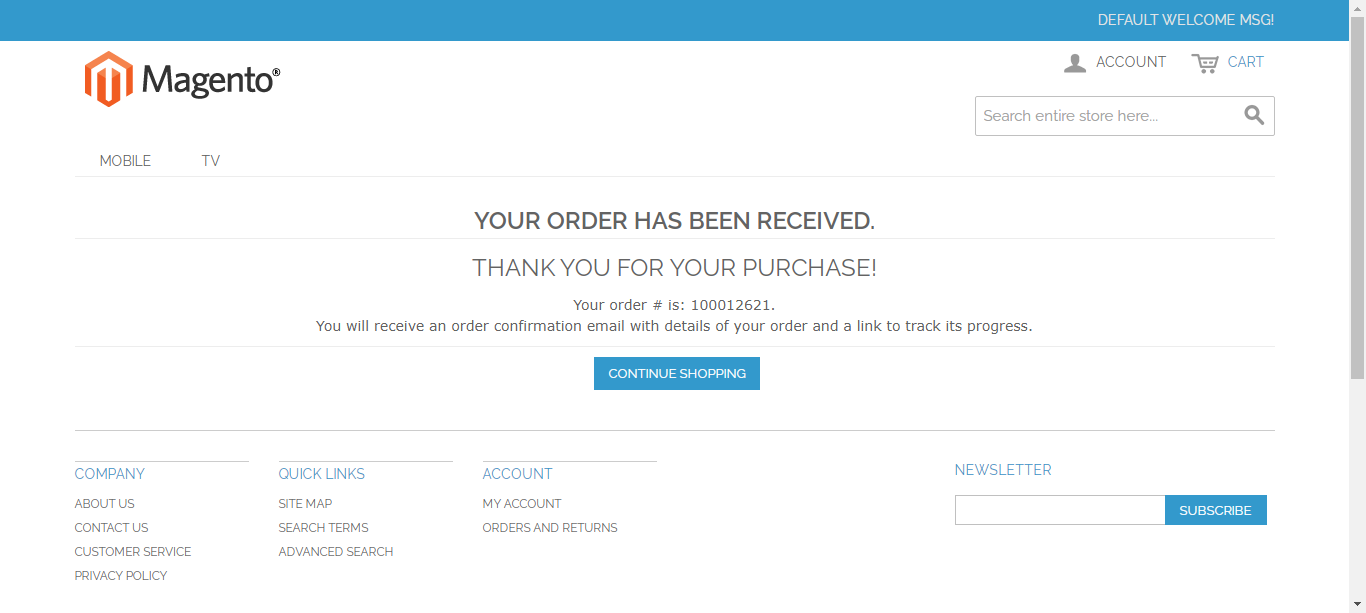 DEFAULT WELCOME MSG!
Magento®
ACCOUNT CART
Search entire store here...
MOBILE TV
YOUR ORDER HAS BEEN RECEIVED.
THANK YOU FOR YOUR PURCHASE!
Your order # is: 100012621.
You will receive an order confirmation email with details of your order and a link to track its progress.
CONTINUE SHOPPING
COMPANY
ABOUT US
CONTACT US
CUSTOMER SERVICE
PRIVACY POLICY
QUICK LINKS
SITE MAP
SEARCH TERMS
ADVANCED SEARCH
ACCOUNT
MY ACCOUNT
ORDERS AND RETURNS
NEWSLETTER
SUBSCRIBE